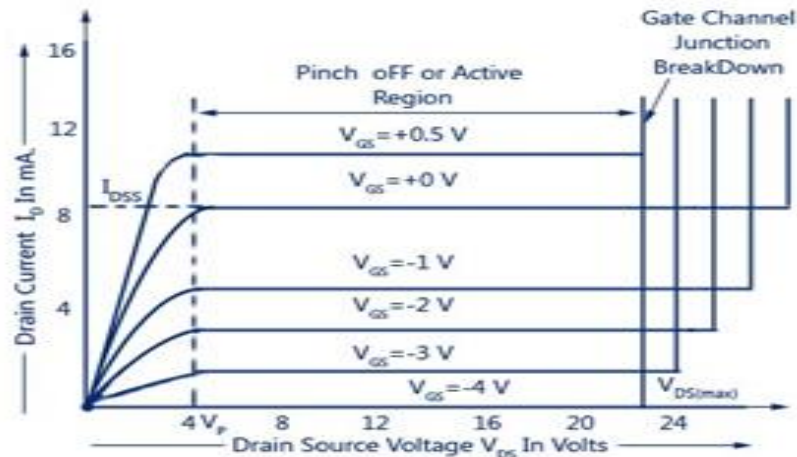 Gate Channel
Junction
BreakDown
16
Pinch oFF or Active
Region
12
V_GS=+0.5 V
I_DSS
V_GS=+0 V
8
V_GS=-1 V
4
V_GS=-2 V
V_GS=-3 V
V_GS=-4 V
V_DS(max)
4 V_P 8 12 16 20 24
Drain Source Voltage V_DS In Volts
Drain Current I_D In mA.